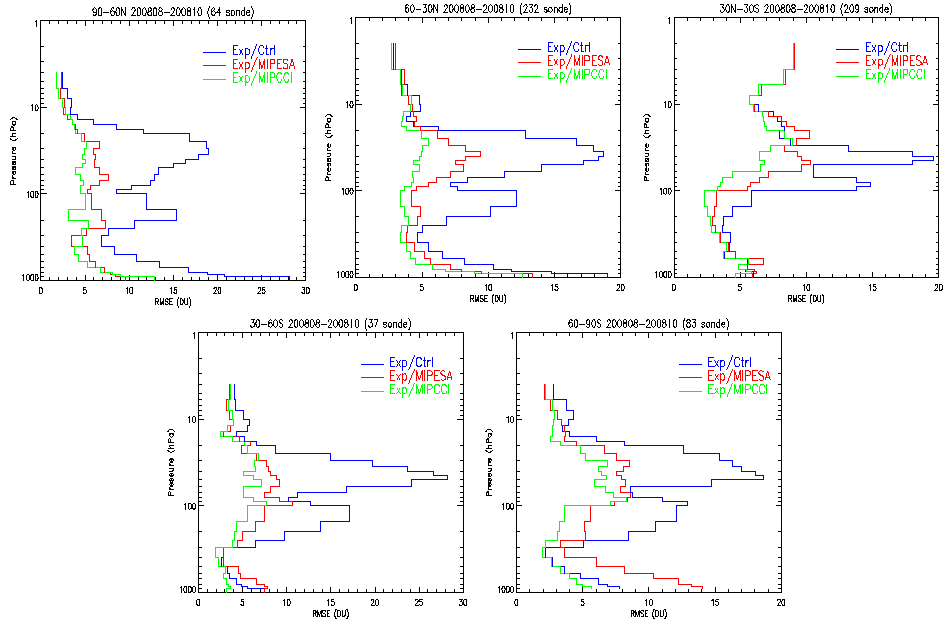 90-60N 200808-200810 (64 sonde)
60-30N 200808-200810 (232 sonde)
30N-30S 200808-200810 (209 sonde)
1
Exp/Ctrl
Exp/MIPESA
Exp/MIPCCI
10
100
1000
Pressure (hPa)
0 5 10 15 20 25 30
RMSE (DU)
1
Exp/Ctrl
Exp/MIPESA
Exp/MIPCCI
10
100
1000
Pressure (hPa)
0 5 10 15 20
RMSE (DU)
1
Exp/Ctrl
Exp/MIPESA
Exp/MIPCCI
10
100
1000
Pressure (hPa)
0 5 10 15 20
RMSE (DU)
30-60S 200808-200810 (37 sonde)
60-90S 200808-200810 (83 sonde)
1
Exp/Ctrl
Exp/MIPESA
Exp/MIPCCI
10
100
1000
Pressure (hPa)
0 5 10 15 20 25 30
RMSE (DU)
1
Exp/Ctrl
Exp/MIPESA
Exp/MIPCCI
10
100
1000
Pressure (hPa)
0 5 10 15 20
RMSE (DU)